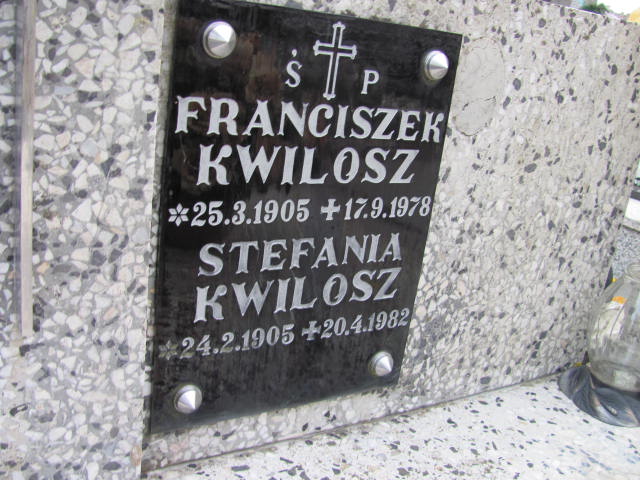 Ś P
FRANCISZEK
KWILOSZ
✲25.3.1905 ✝17.9.1978
STEFANIA
KWILOSZ
✲24.2.1905 ✝20.4.1982